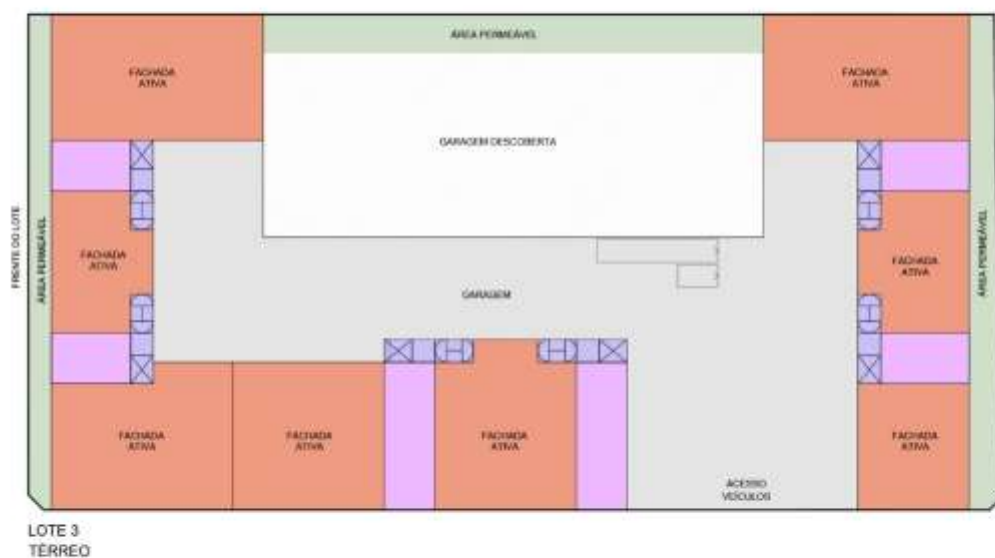 ÁREA PERMEÁVEL
FACHADA
ATIVA
FACHADA
ATIVA
GARAGEM DESCOBERTA
FRENTE DO LOTE
ÁREA PERMEÁVEL
FACHADA
ATIVA
FACHADA
ATIVA
ÁREA PERMEÁVEL
GARAGEM
FACHADA
ATIVA
FACHADA
ATIVA
FACHADA
ATIVA
FACHADA
ATIVA
ACESSO
VEÍCULOS
LOTE 3
TÉRREO